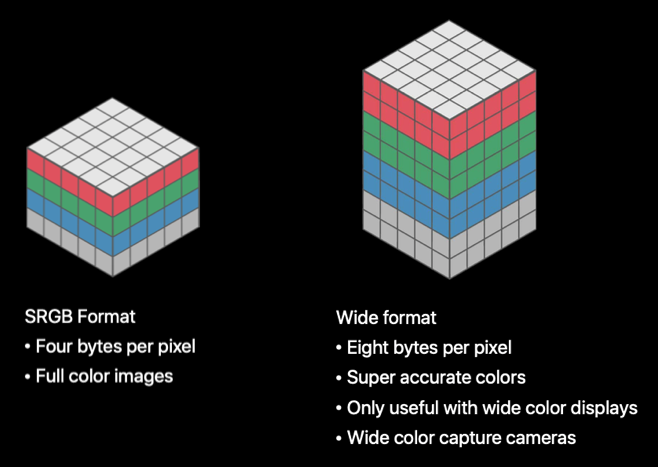 SRGB Format
• Four bytes per pixel
• Full color images
Wide format
• Eight bytes per pixel
• Super accurate colors
• Only useful with wide color displays
• Wide color capture cameras